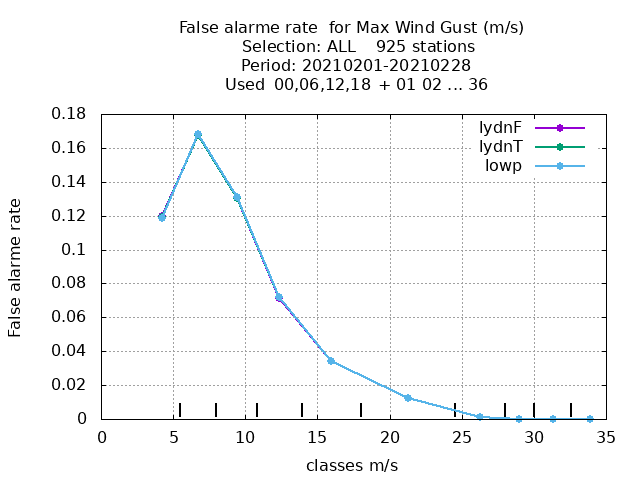 False alarme rate  for Max Wind Gust (m/s)
Selection: ALL    925 stations
Period: 20210201-20210228
Used  00,06,12,18  + 01 02 ... 36
lydnF
lydnT
lowp
False alarme rate
0.18
0.16
0.14
0.12
0.1
0.08
0.06
0.04
0.02
0
0 5 10 15 20 25 30 35
classes m/s